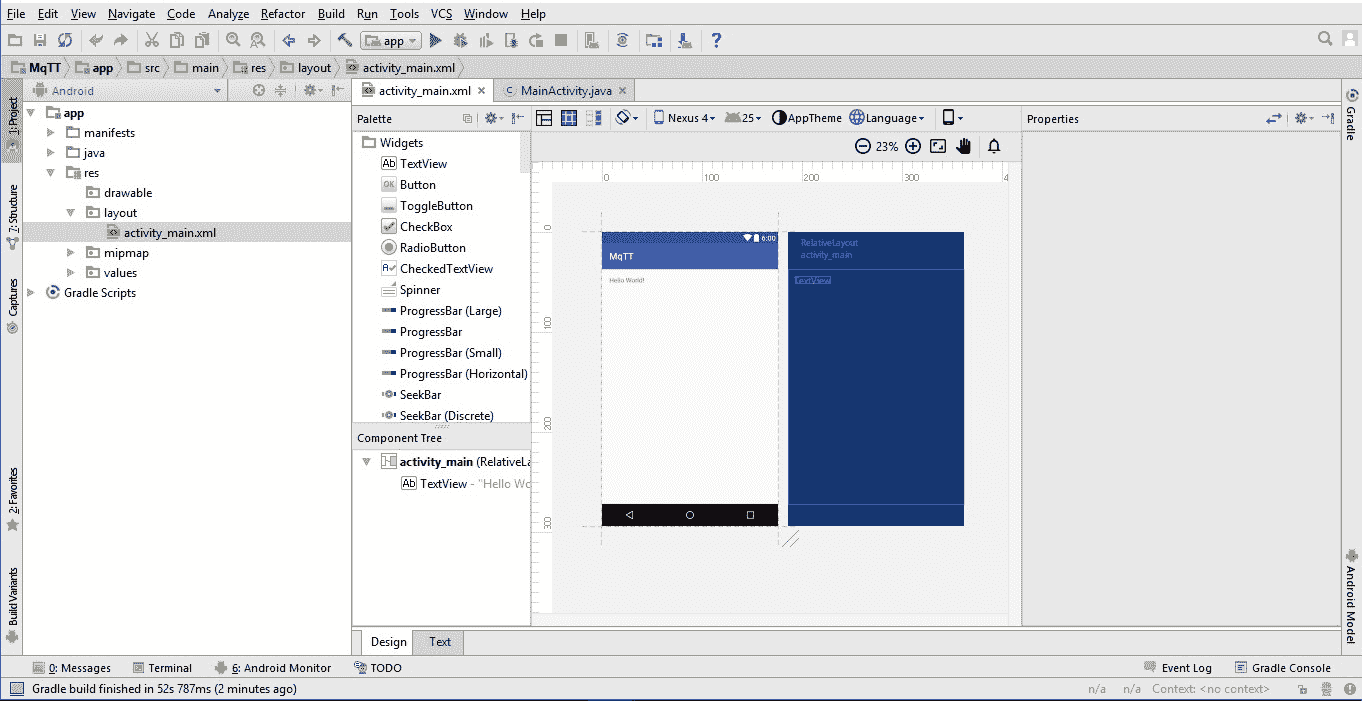 File Edit View Navigate Code Analyze Refactor Build Run Tools VCS Window Help
app
MqTT app src main res layout activity_main.xml
1: Project
7: Structure
Captures
2: Favorites
Build Variants
Android
app
manifests
java
res
drawable
layout
activity_main.xml
mipmap
values
Gradle Scripts
activity_main.xml MainActivity.java
Palette
Widgets
Ab TextView
OK Button
ToggleButton
CheckBox
RadioButton
A CheckedTextView
Spinner
ProgressBar (Large)
ProgressBar
ProgressBar (Small)
ProgressBar (Horizontal)
SeekBar
SeekBar (Discrete)
Component Tree
activity_main (RelativeLa
Ab TextView - "Hello Wo
Nexus 4 25 AppTheme Language
23%
0 100 200 300 4
0
100
200
300
6:00
MqTT
Hello World!
RelativeLayout
activity_main
TextView
Design Text
Properties
Gradle
Android Model
0: Messages Terminal 6: Android Monitor TODO Event Log Gradle Console
Gradle build finished in 52s 787ms (2 minutes ago) n/a n/a Context: <no context>